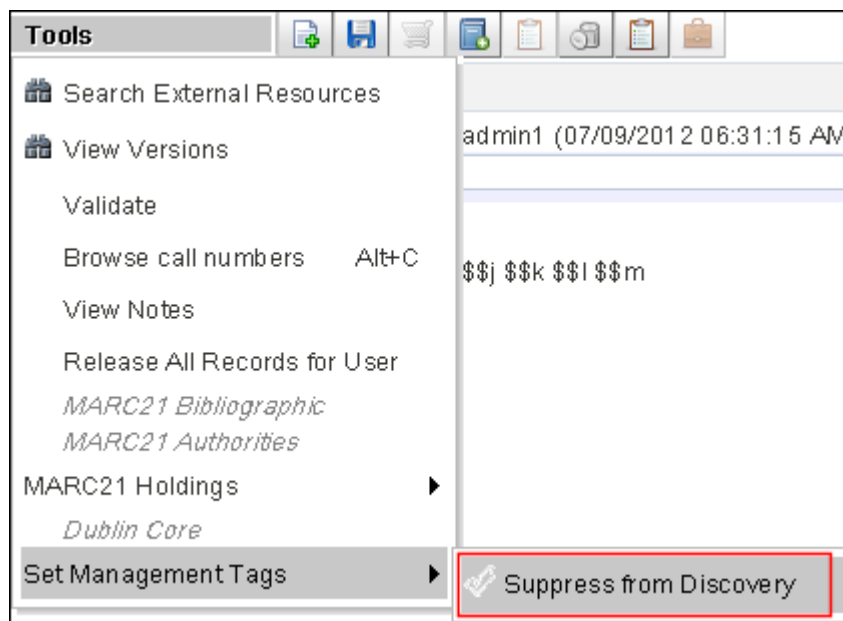 Tools
Search External Resources
View Versions
admin1 (07/09/2012 06:31:15 AM
Validate
Browse call numbers Alt+C
$$j $$k $$l $$m
View Notes
Release All Records for User
MARC21 Bibliographic
MARC21 Authorities
MARC21 Holdings
Dublin Core
Set Management Tags
Suppress from Discovery